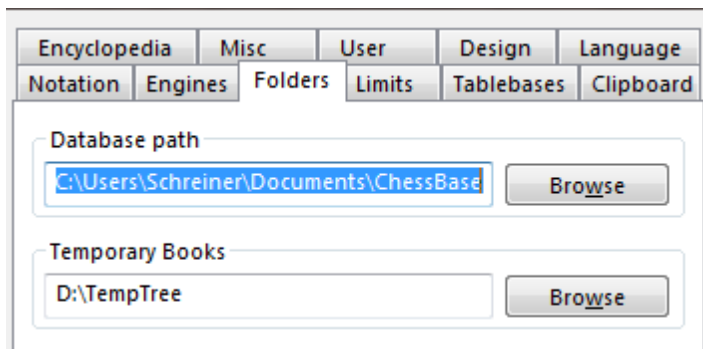 Encyclopedia Misc User Design Language
Notation Engines Folders Limits Tablebases Clipboard
Database path
C:\Users\Schreiner\Documents\ChessBase Browse
Temporary Books
D:\TempTree Browse